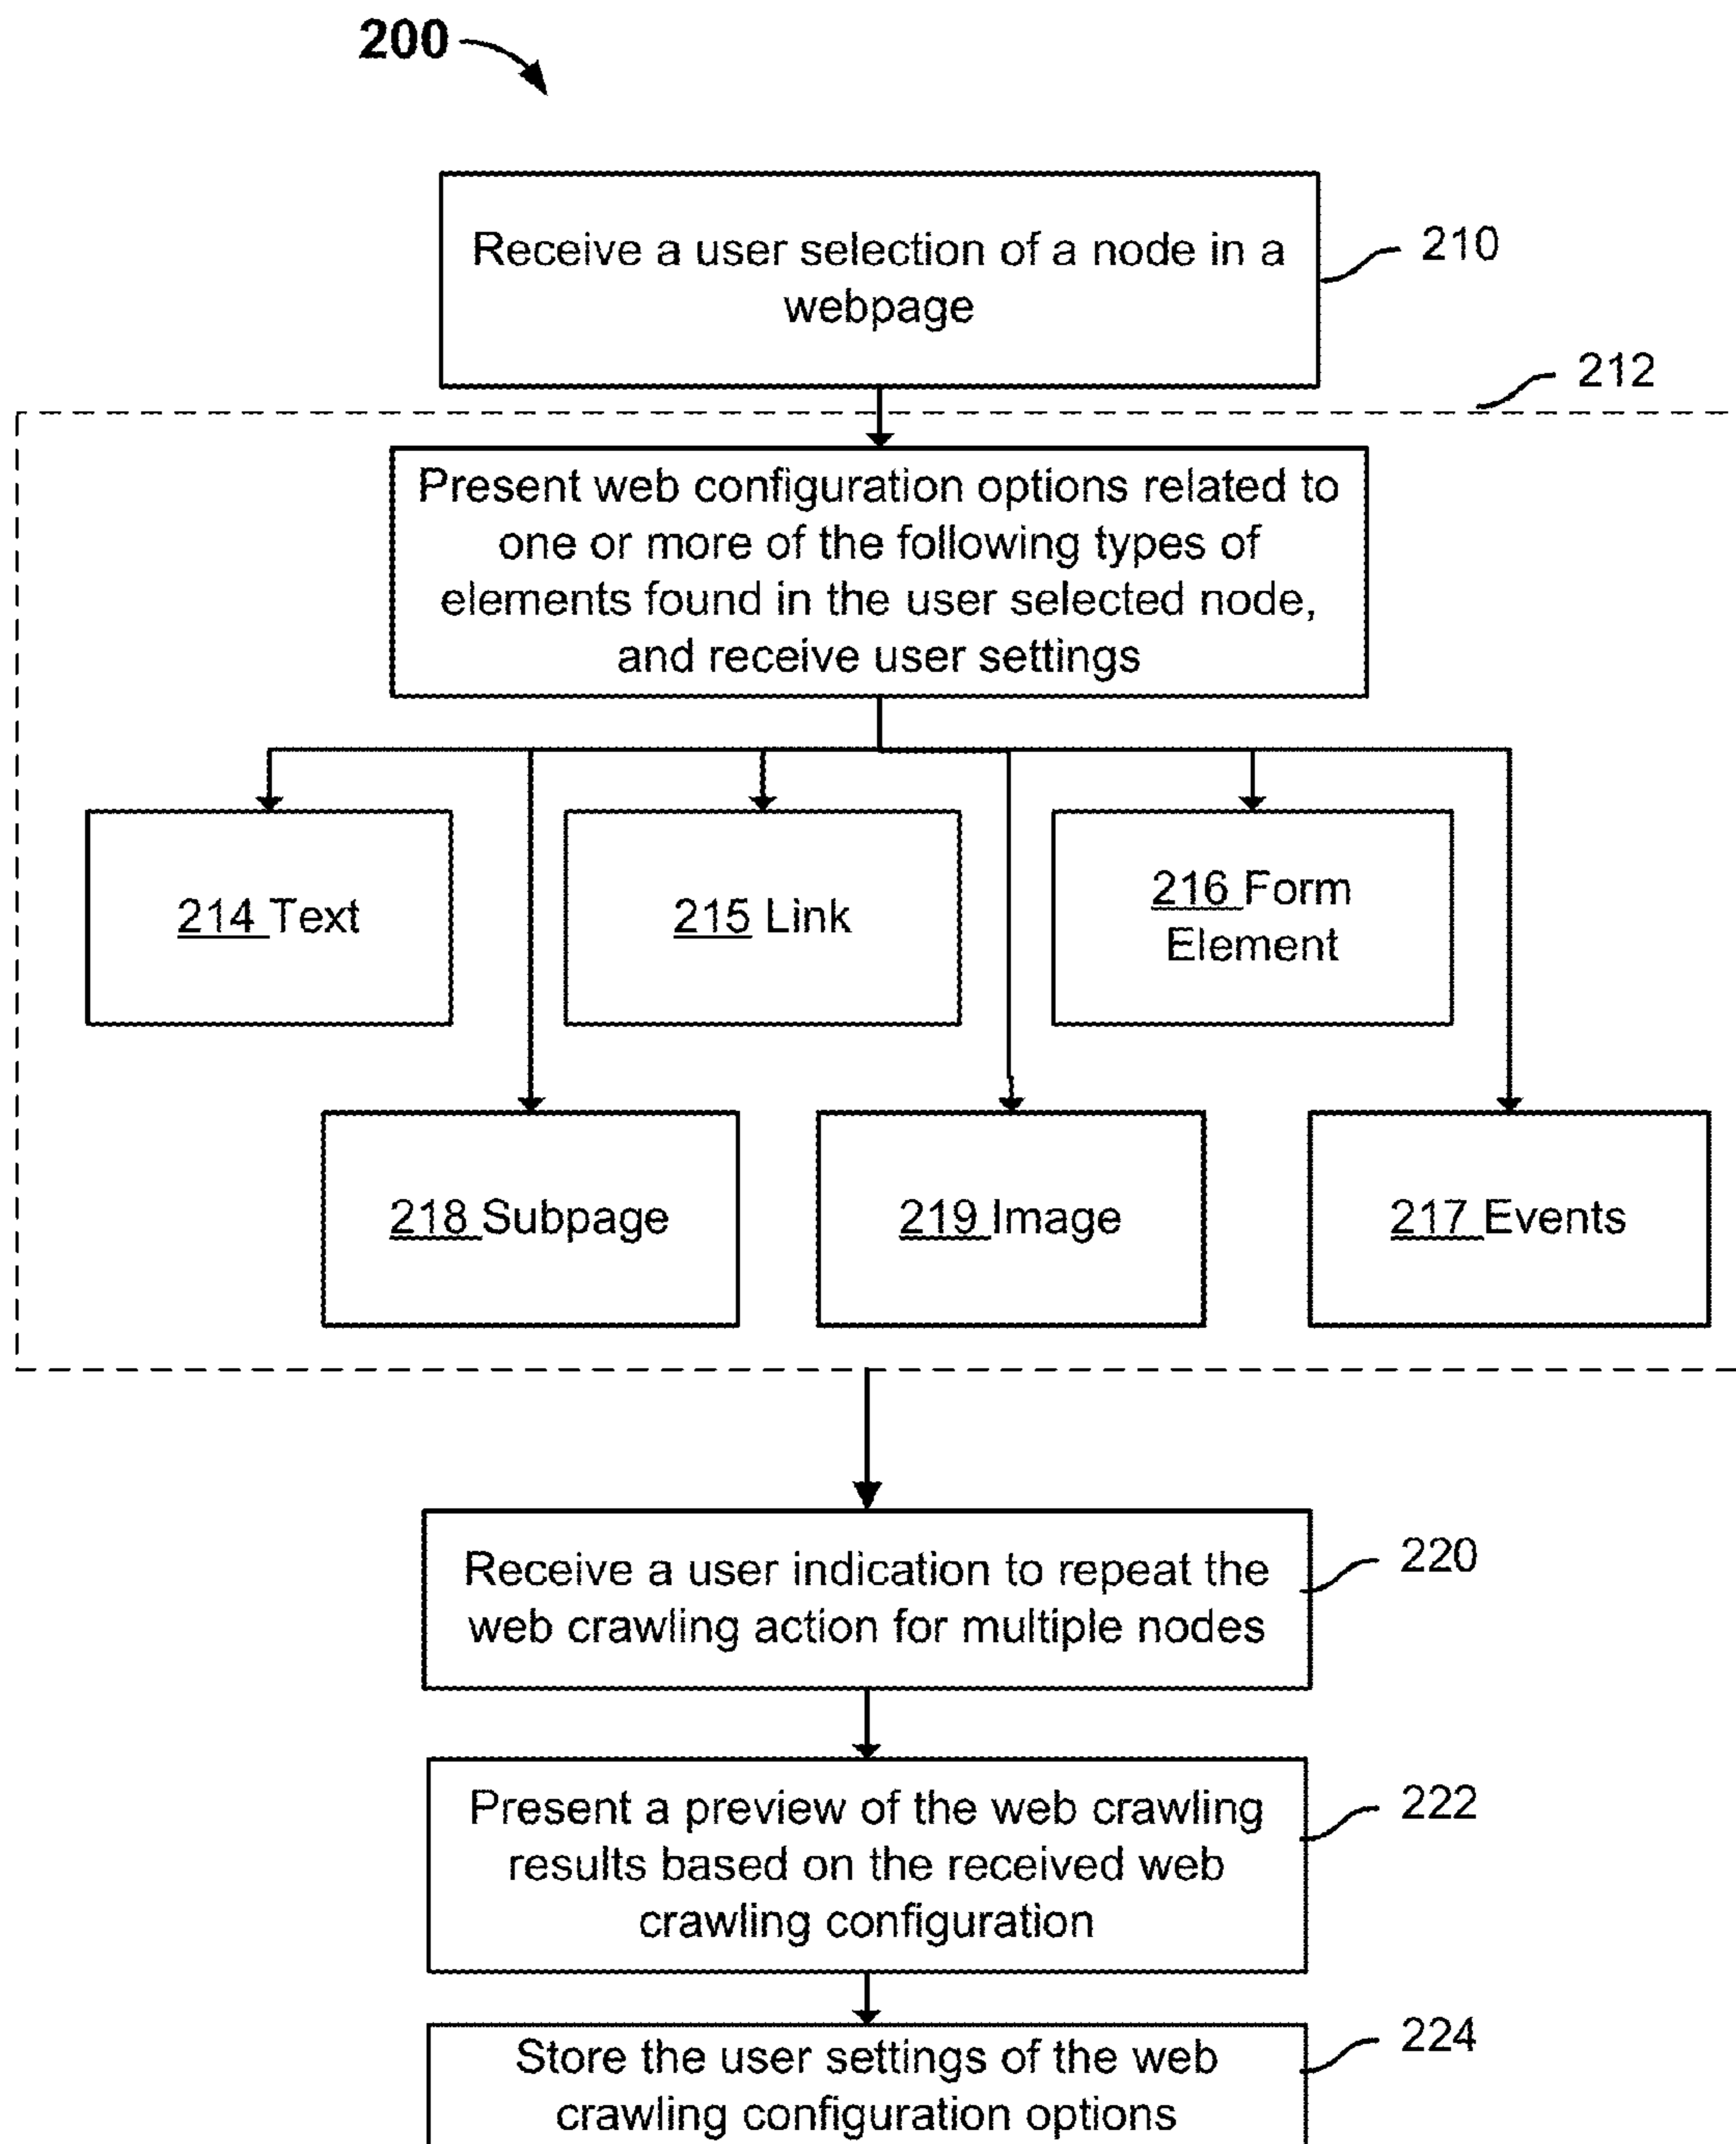 200
Receive a user selection of a node in a
webpage
210
212
Present web configuration options related to
one or more of the following types of
elements found in the user selected node,
and receive user settings
214 Text
215 Link
216 Form
Element
218 Subpage
219 Image
217 Events
Receive a user indication to repeat the
web crawling action for multiple nodes
220
Present a preview of the web crawling
results based on the received web
crawling configuration
222
Store the user settings of the web
crawling configuration options
224